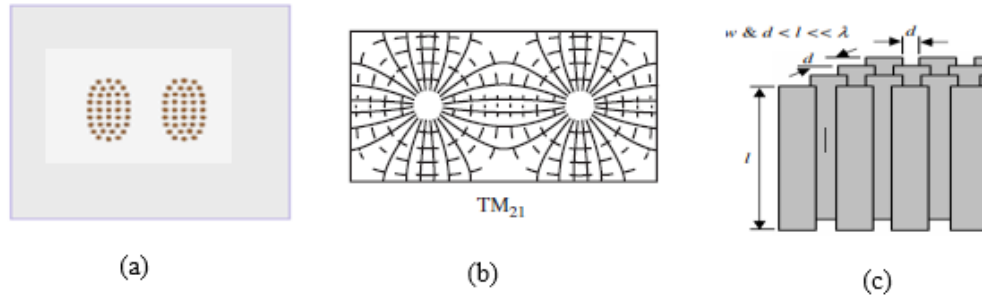 w & d < l << λ
d
d
l
TM₂₁
(a)
(b)
(c)